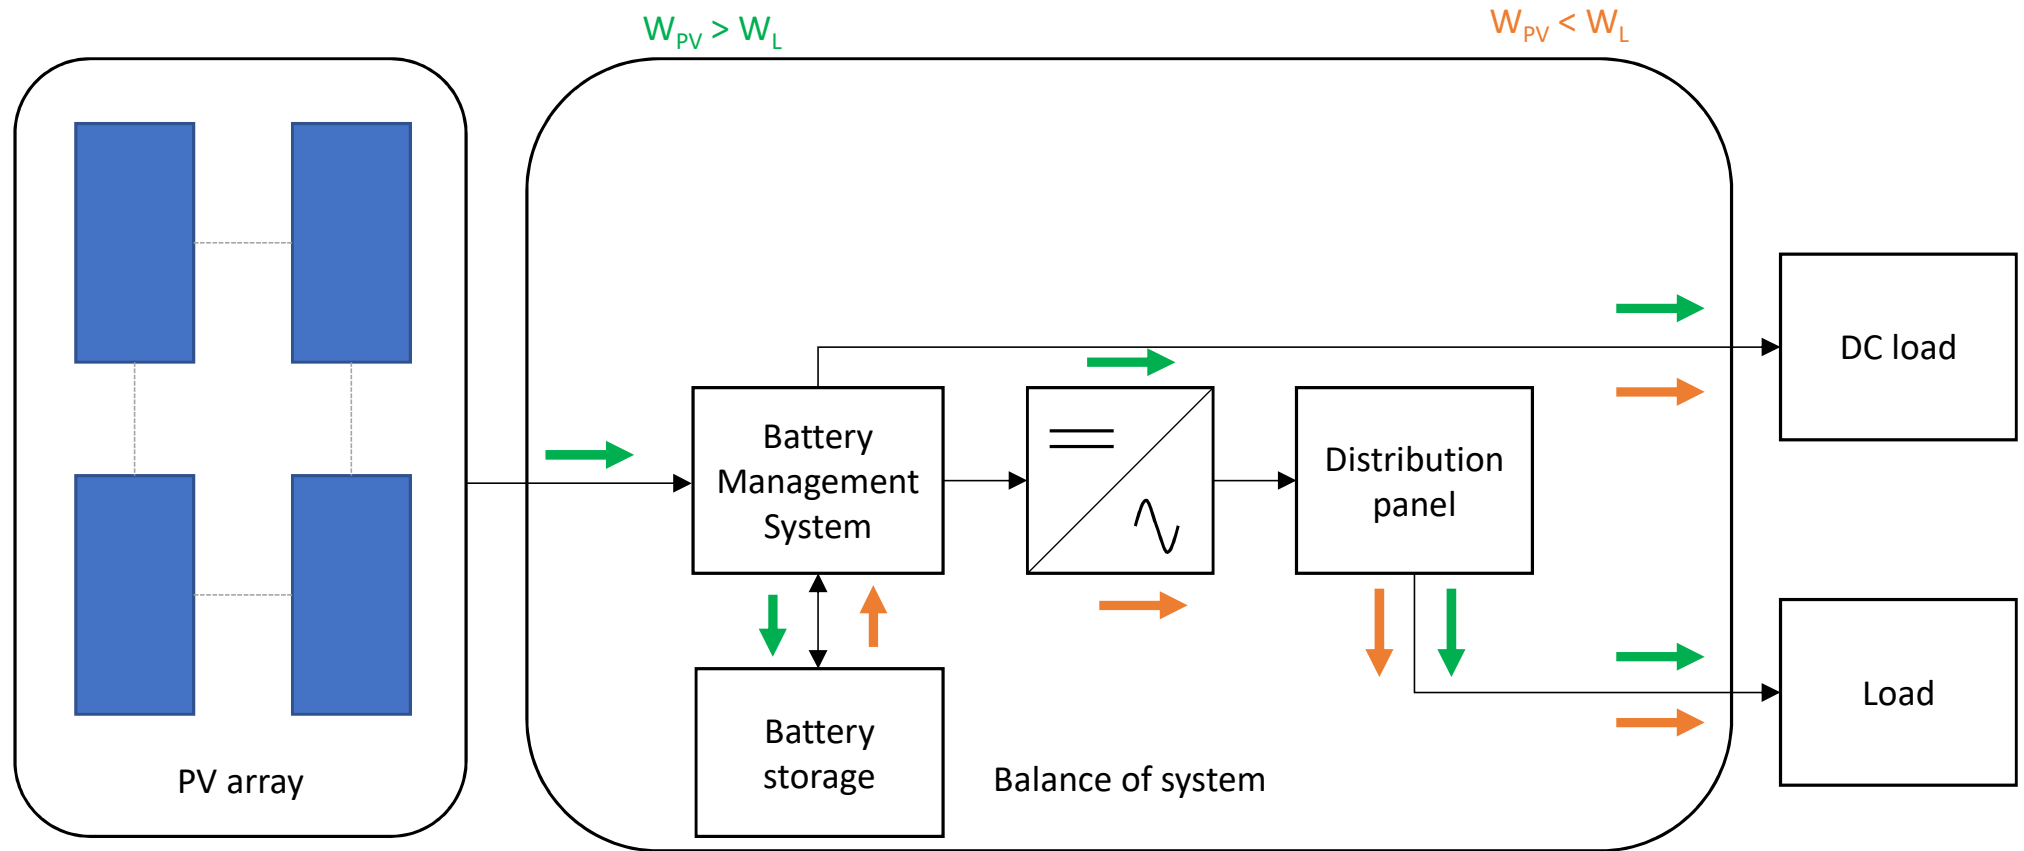 W_PV > W_L
W_PV < W_L
DC load
Battery
Management
System
Distribution
panel
Load
Battery
storage
PV array
Balance of system